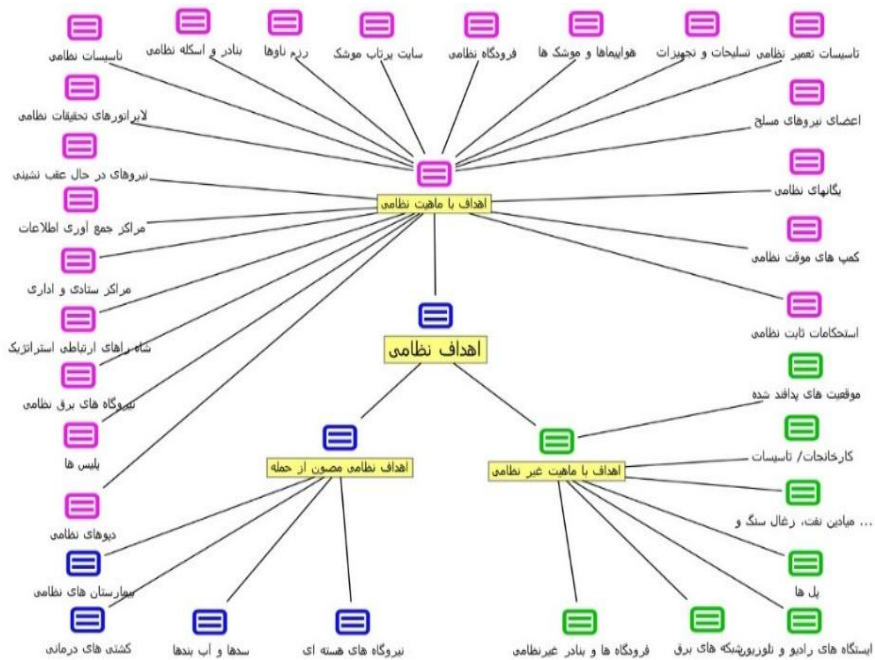 تاسیسات تعمیر نظامی
تسلیحات و تجهیزات
هواپیماها و موشک ها
فرودگاه نظامی
سایت پرتاب موشک
رزم ناوها
بنادر و اسکله نظامی
تاسیسات نظامی
اعضای نیروهای مسلح
لابراتورهای تحقیقات نظامی
یگانهای نظامی
نیروهای در حال عقب نشینی
اهداف با ماهیت نظامی
کمپ های موقت نظامی
مراکز جمع آوری اطلاعات
مراکز ستادی و اداری
استحکامات ثابت نظامی
شاه راهای ارتباطی استراتژیک
اهداف نظامی
موقعیت های پدافند شده
نیروگاه های برق نظامی
کارخانجات/ تاسیسات
پلیس ها
اهداف با ماهیت غیر نظامی
اهداف نظامی مصون از حمله
میادین نفت، زغال سنگ و ...
دپوهای نظامی
پل ها
بیمارستان های نظامی
ایستگاه های رادیو و تلوزیون
شبکه های برق
فرودگاه ها و بنادر غیرنظامی
نیروگاه های هسته ای
سدها و آب بندها
کشتی های درمانی